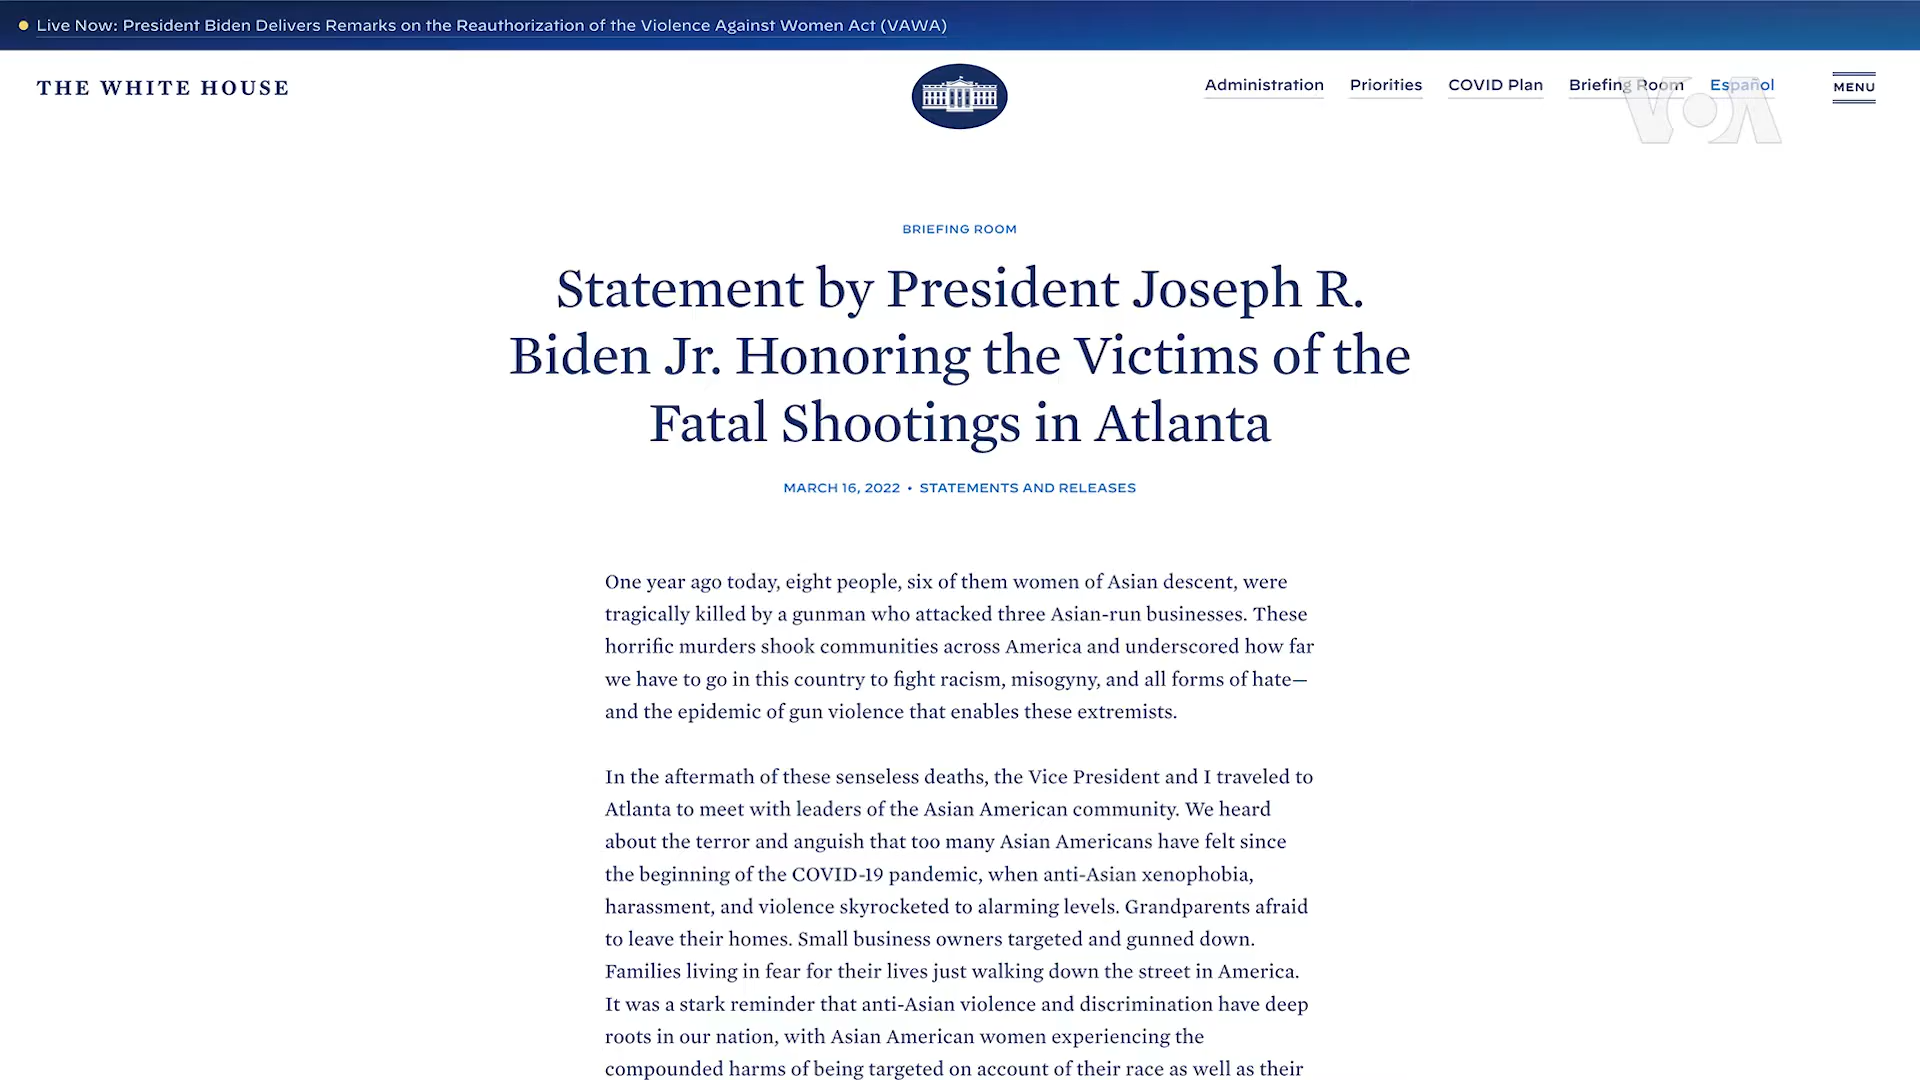 Live Now: President Biden Delivers Remarks on the Reauthorization of the Violence Against Women Act (VAWA)
THE WHITE HOUSE
Administration
Priorities
COVID Plan
Briefing Room
Español
MENU
VOA
BRIEFING ROOM
Statement by President Joseph R.
Biden Jr. Honoring the Victims of the
Fatal Shootings in Atlanta
MARCH 16, 2022 • STATEMENTS AND RELEASES
One year ago today, eight people, six of them women of Asian descent, were
tragically killed by a gunman who attacked three Asian-run businesses. These
horrific murders shook communities across America and underscored how far
we have to go in this country to fight racism, misogyny, and all forms of hate—
and the epidemic of gun violence that enables these extremists.
In the aftermath of these senseless deaths, the Vice President and I traveled to
Atlanta to meet with leaders of the Asian American community. We heard
about the terror and anguish that too many Asian Americans have felt since
the beginning of the COVID-19 pandemic, when anti-Asian xenophobia,
harassment, and violence skyrocketed to alarming levels. Grandparents afraid
to leave their homes. Small business owners targeted and gunned down.
Families living in fear for their lives just walking down the street in America.
It was a stark reminder that anti-Asian violence and discrimination have deep
roots in our nation, with Asian American women experiencing the
compounded harms of being targeted on account of their race as well as their